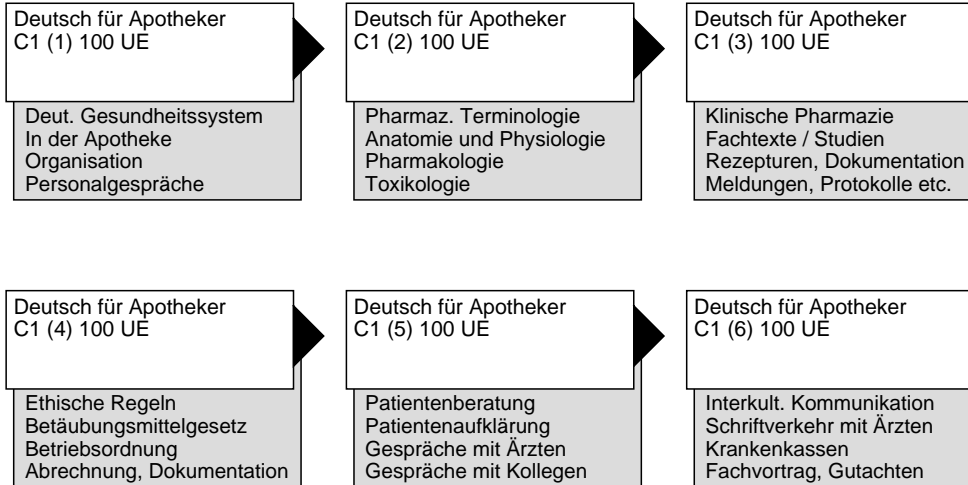 Deutsch für Apotheker
C1 (1) 100 UE
Deut. Gesundheitssystem
In der Apotheke
Organisation
Personalgespräche
Deutsch für Apotheker
C1 (2) 100 UE
Pharmaz. Terminologie
Anatomie und Physiologie
Pharmakologie
Toxikologie
Deutsch für Apotheker
C1 (3) 100 UE
Klinische Pharmazie
Fachtexte / Studien
Rezepturen, Dokumentation
Meldungen, Protokolle etc.
Deutsch für Apotheker
C1 (4) 100 UE
Ethische Regeln
Betäubungsmittelgesetz
Betriebsordnung
Abrechnung, Dokumentation
Deutsch für Apotheker
C1 (5) 100 UE
Patientenberatung
Patientenaufklärung
Gespräche mit Ärzten
Gespräche mit Kollegen
Deutsch für Apotheker
C1 (6) 100 UE
Interkult. Kommunikation
Schriftverkehr mit Ärzten
Krankenkassen
Fachvortrag, Gutachten